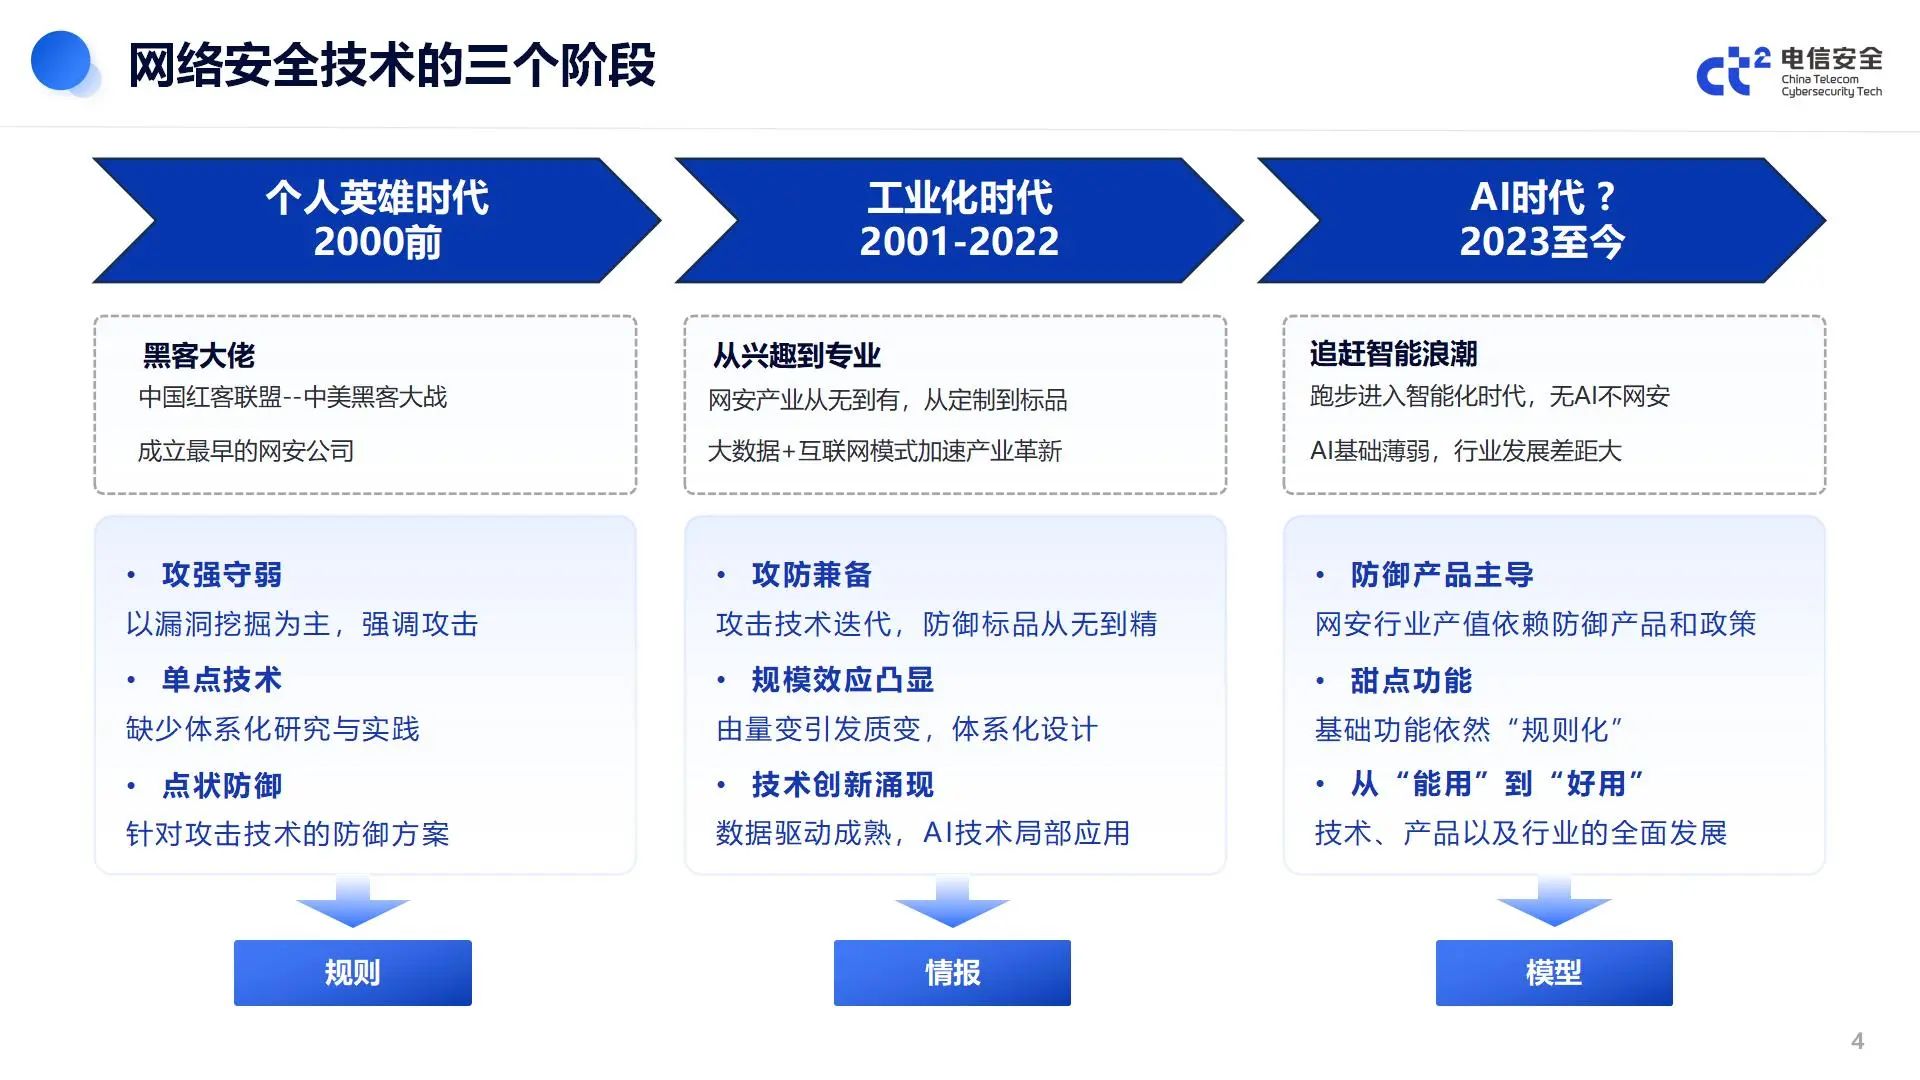 网络安全技术的三个阶段
ct2 电信安全
China Telecom
Cybersecurity Tech
个人英雄时代
2000前
黑客大佬
中国红客联盟--中美黑客大战
成立最早的网安公司
• 攻强守弱
以漏洞挖掘为主，强调攻击
• 单点技术
缺少体系化研究与实践
• 点状防御
针对攻击技术的防御方案
规则
工业化时代
2001-2022
从兴趣到专业
网安产业从无到有，从定制到标品
大数据+互联网模式加速产业革新
• 攻防兼备
攻击技术迭代，防御标品从无到精
• 规模效应凸显
由量变引发质变，体系化设计
• 技术创新涌现
数据驱动成熟，AI技术局部应用
情报
AI时代？
2023至今
追赶智能浪潮
跑步进入智能化时代，无AI不网安
AI基础薄弱，行业发展差距大
• 防御产品主导
网安行业产值依赖防御产品和政策
• 甜点功能
基础功能依然“规则化”
• 从“能用”到“好用”
技术、产品以及行业的全面发展
模型
4